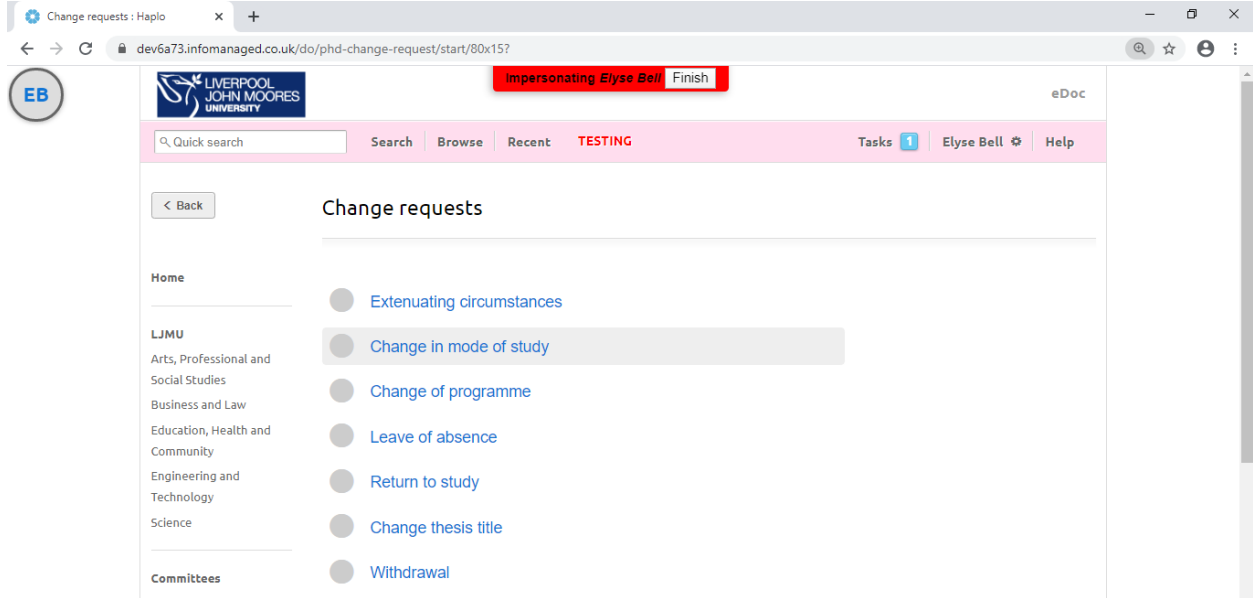 Change requests : Haplo
dev6a73.infomanaged.co.uk/do/phd-change-request/start/80x15?
EB
LIVERPOOL
JOHN MOORES
UNIVERSITY
Impersonating Elyse Bell Finish
eDoc
Quick search Search Browse Recent TESTING Tasks 1 Elyse Bell Help
Back
Change requests
Home
LJMU
Arts, Professional and
Social Studies
Business and Law
Education, Health and
Community
Engineering and
Technology
Science
Committees
Extenuating circumstances
Change in mode of study
Change of programme
Leave of absence
Return to study
Change thesis title
Withdrawal